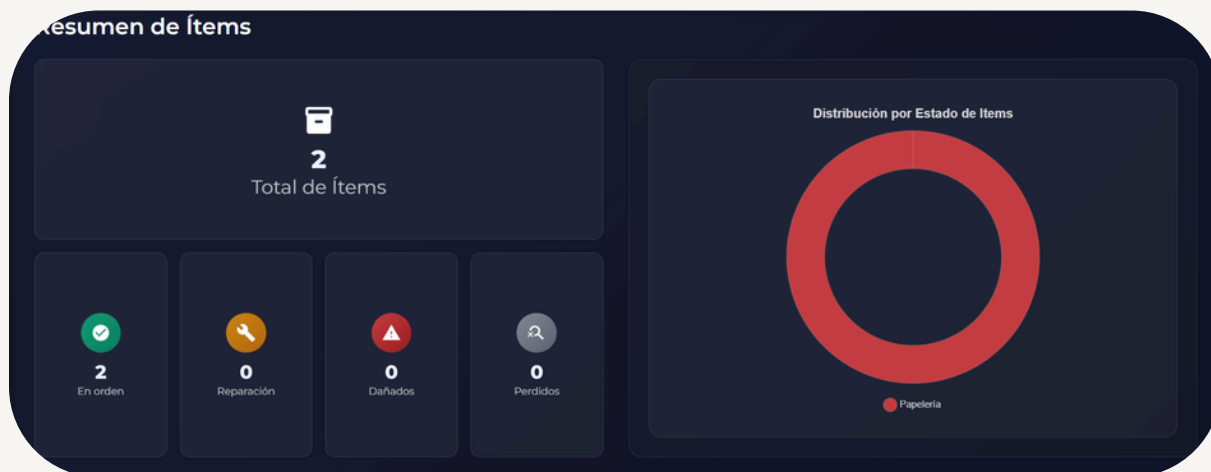 Resumen de Ítems
2
Total de Ítems
2
En orden
0
Reparación
0
Dañados
0
Perdidos
Distribución por Estado de Items
Papelería